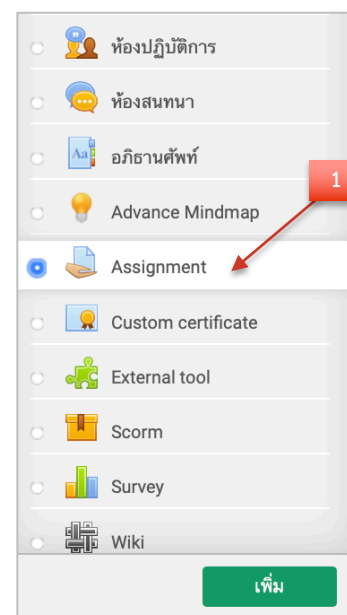 ห้องปฏิบัติการ
ห้องสนทนา
อภิธานศัพท์
1
Advance Mindmap
Assignment
Custom certificate
External tool
Scorm
Survey
Wiki
เพิ่ม